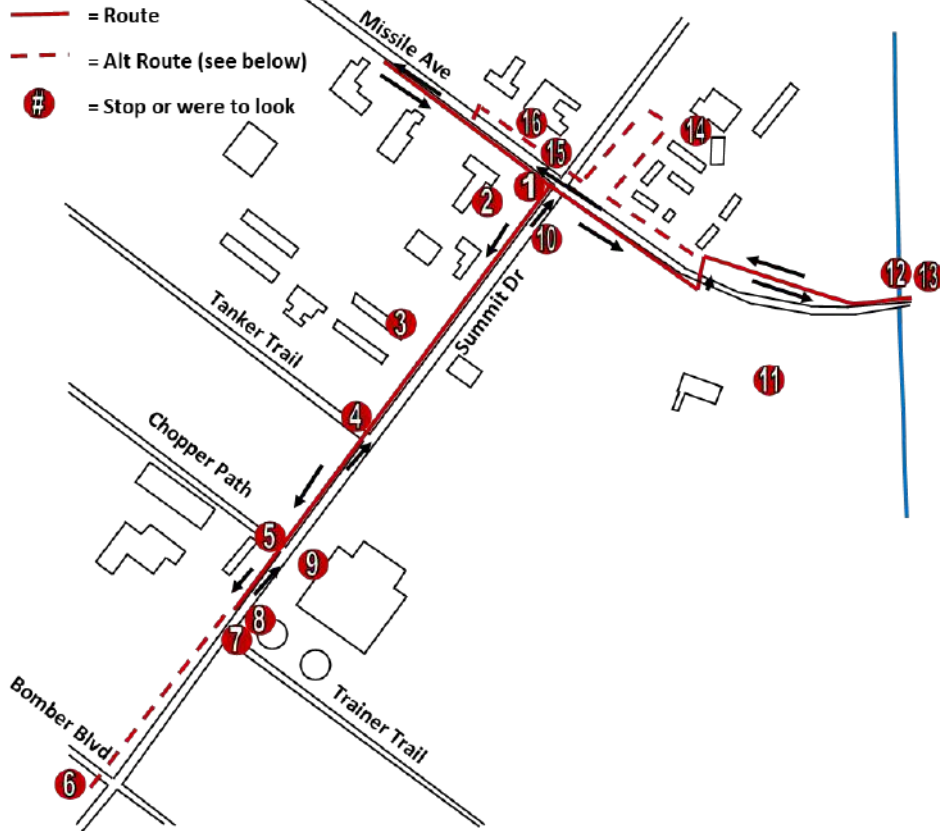 = Route
= Alt Route (see below)
# = Stop or were to look
Missile Ave
16
14
15
1
2
10
12 13
Summit Dr
3
Tanker Trail
11
4
Chopper Path
5
9
8
7
Trainer Trail
Bomber Blvd
6